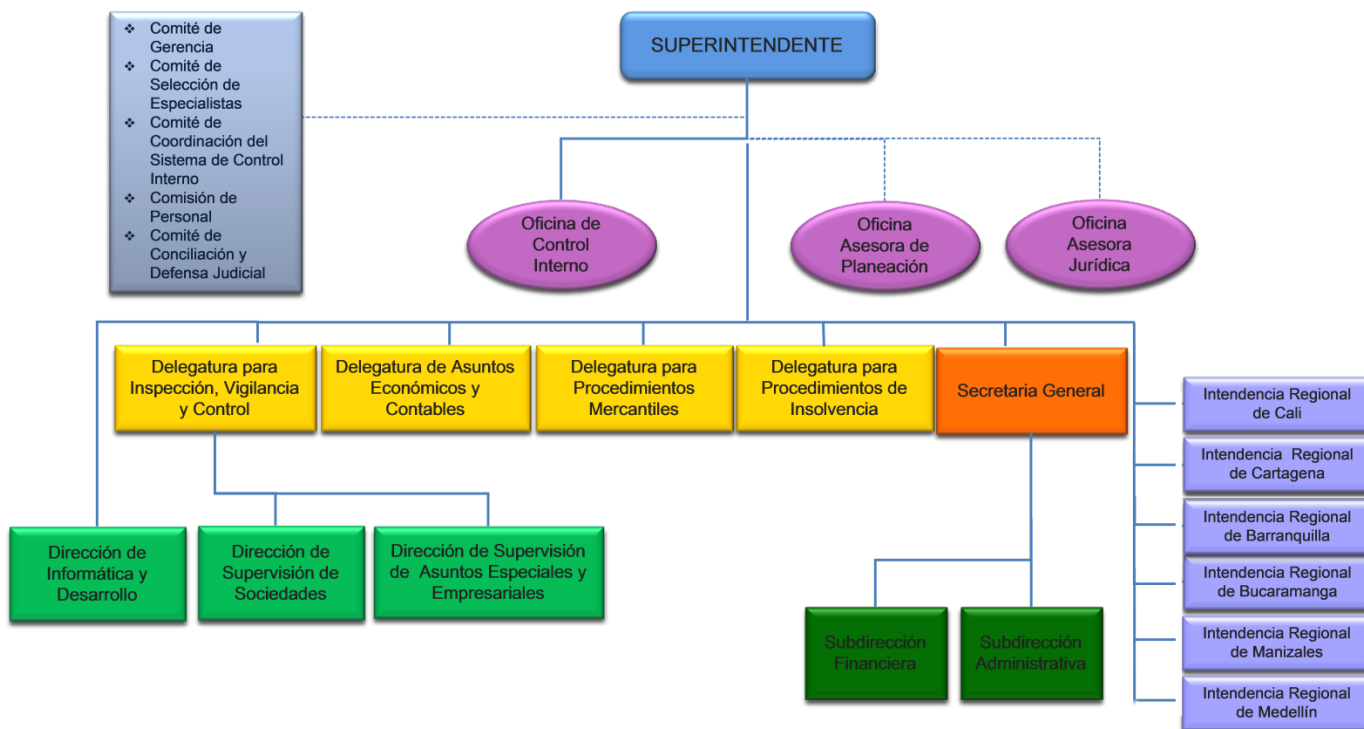 ❖ Comité de
Gerencia
❖ Comité de
Selección de
Especialistas
❖ Comité de
Coordinación del
Sistema de Control
Interno
❖ Comisión de
Personal
❖ Comité de
Conciliación y
Defensa Judicial
SUPERINTENDENTE
Oficina de
Control
Interno
Oficina
Asesora de
Planeación
Oficina
Asesora
Jurídica
Delegatura para
Inspección, Vigilancia
y Control
Delegatura de Asuntos
Económicos y
Contables
Delegatura para
Procedimientos
Mercantiles
Delegatura para
Procedimientos de
Insolvencia
Secretaria General
Intendencia Regional
de Cali
Intendencia Regional
de Cartagena
Intendencia Regional
de Barranquilla
Intendencia Regional
de Bucaramanga
Intendencia Regional
de Manizales
Intendencia Regional
de Medellín
Dirección de
Informática y
Desarrollo
Dirección de
Supervisión de
Sociedades
Dirección de Supervisión
de Asuntos Especiales y
Empresariales
Subdirección
Financiera
Subdirección
Administrativa